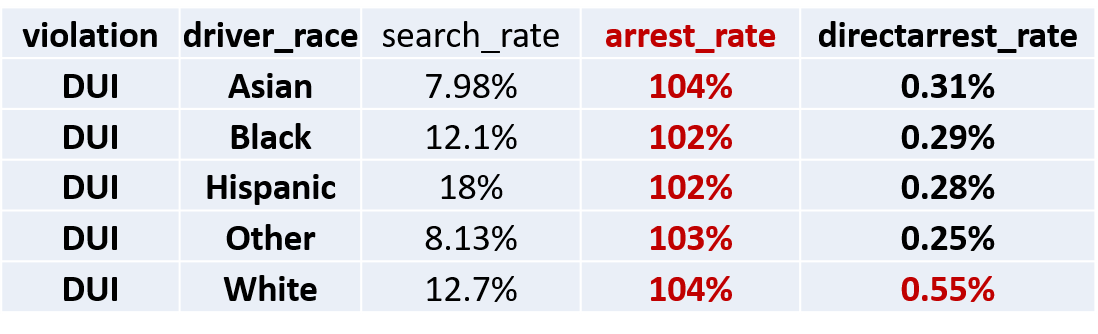 violation driver_race search_rate arrest_rate directarrest_rate
DUI Asian 7.98% 104% 0.31%
DUI Black 12.1% 102% 0.29%
DUI Hispanic 18% 102% 0.28%
DUI Other 8.13% 103% 0.25%
DUI White 12.7% 104% 0.55%